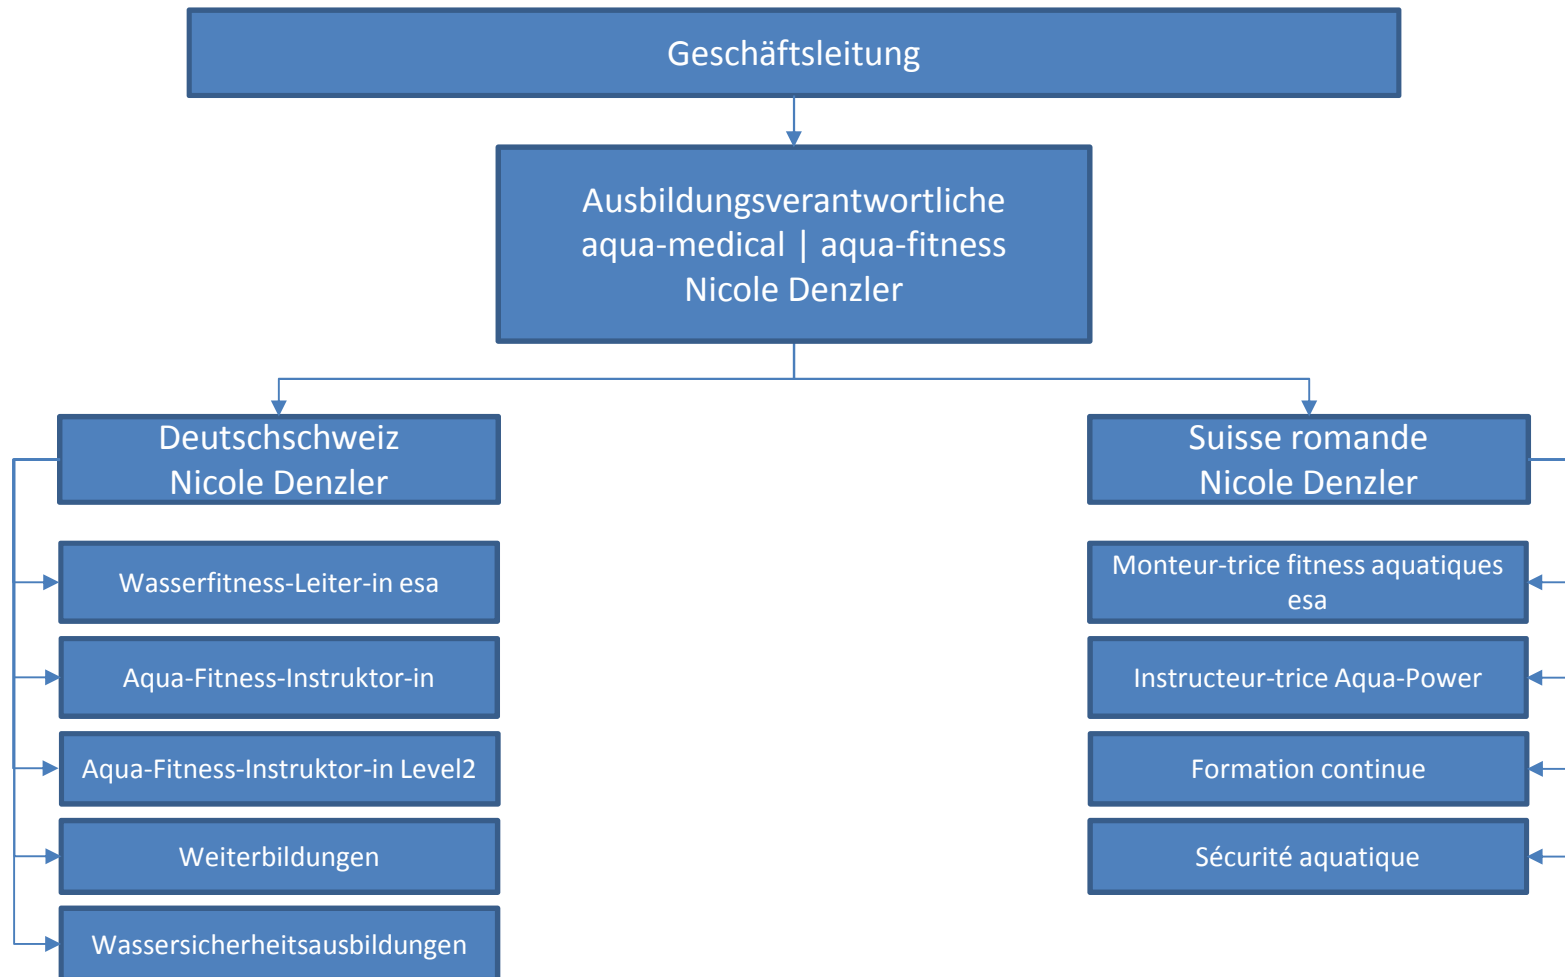 Geschäftsleitung
Ausbildungsverantwortliche
aqua-medical | aqua-fitness
Nicole Denzler
Deutschschweiz
Nicole Denzler
Wasserfitness-Leiter-in esa
Aqua-Fitness-Instruktor-in
Aqua-Fitness-Instruktor-in Level2
Weiterbildungen
Wassersicherheitsausbildungen
Suisse romande
Nicole Denzler
Monteur-trice fitness aquatiques
esa
Instructeur-trice Aqua-Power
Formation continue
Sécurité aquatique